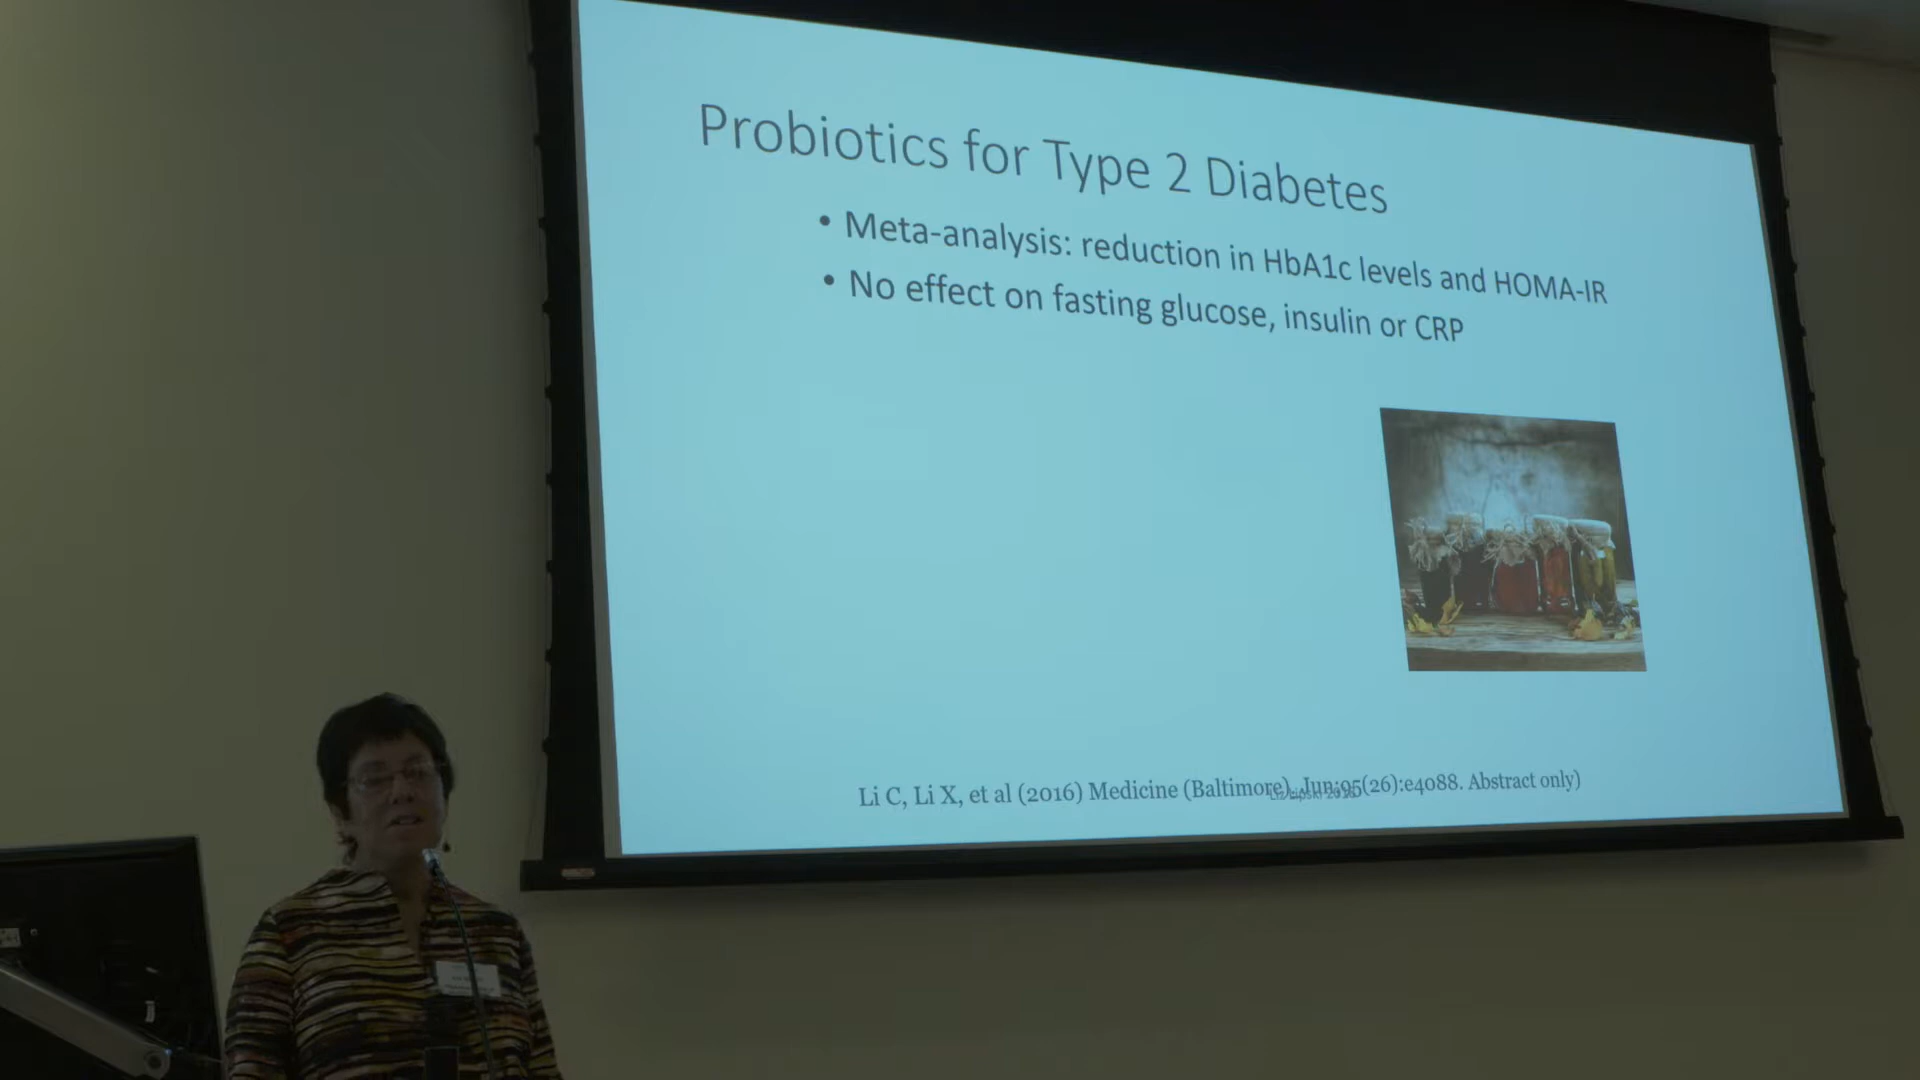 Probiotics for Type 2 Diabetes
• Meta-analysis: reduction in HbA1c levels and HOMA-IR
• No effect on fasting glucose, insulin or CRP
Li C, Li X, et al (2016) Medicine (Baltimore). Jun;95(26):e4088. Abstract only)